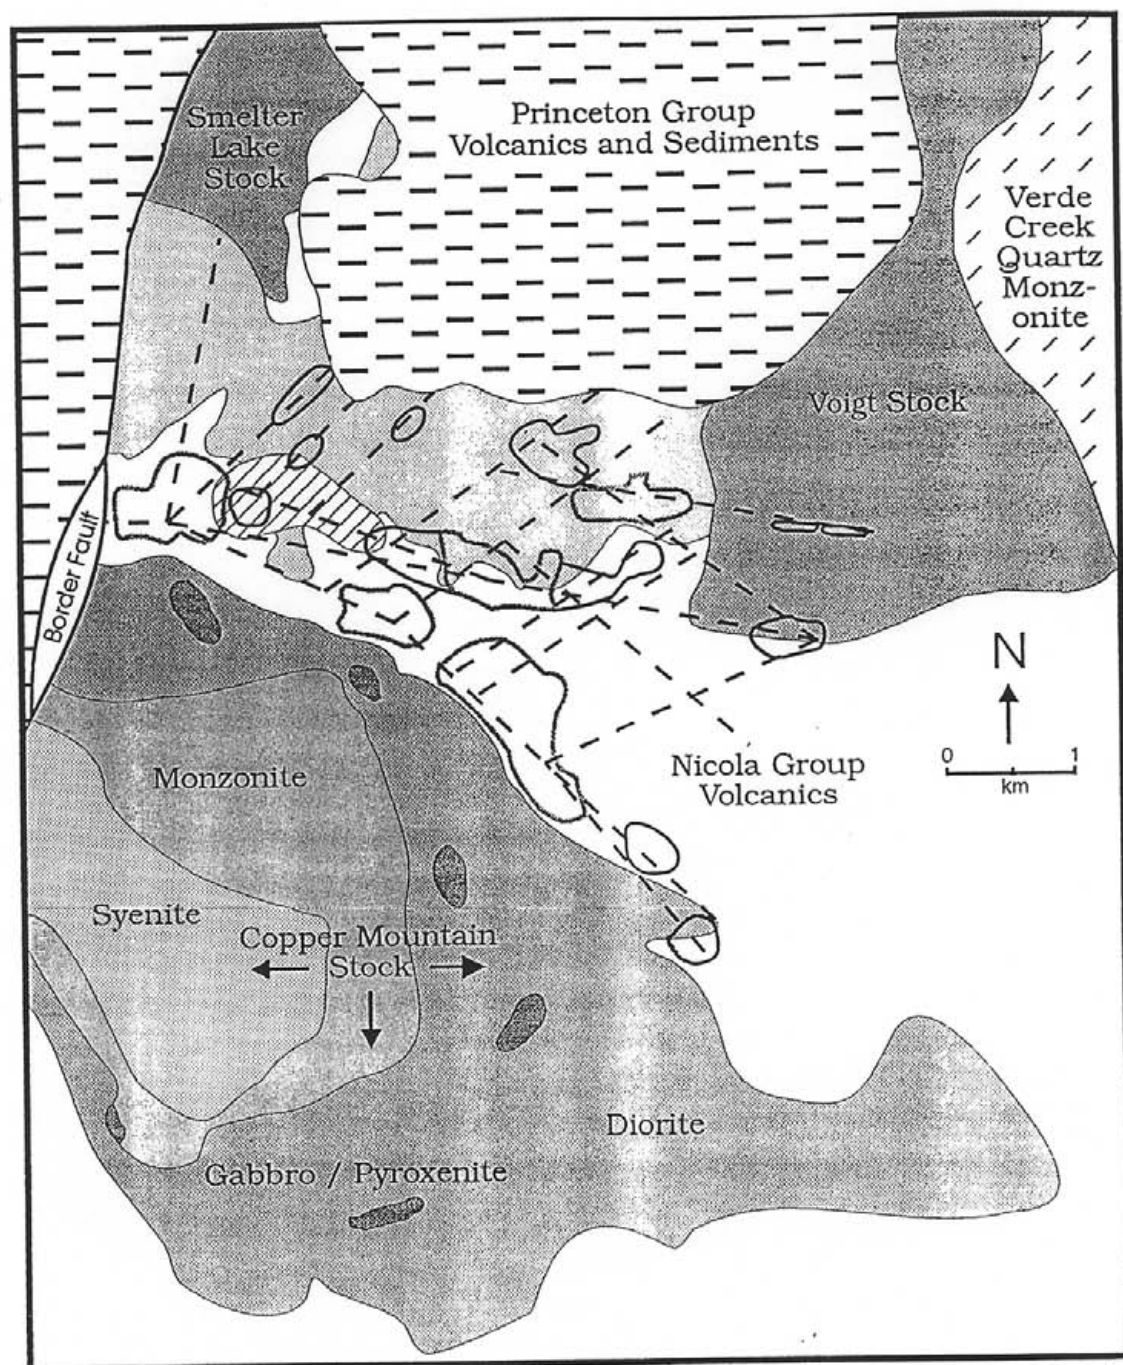 Smelter
Lake
Stock
Princeton Group
Volcanics and Sediments
Verde
Creek
Quartz
Monz-
onite
Voigt Stock
Border Fault
N
0 1
km
Nicola Group
Volcanics
Monzonite
Syenite
Copper Mountain
Stock
Diorite
Gabbro / Pyroxenite